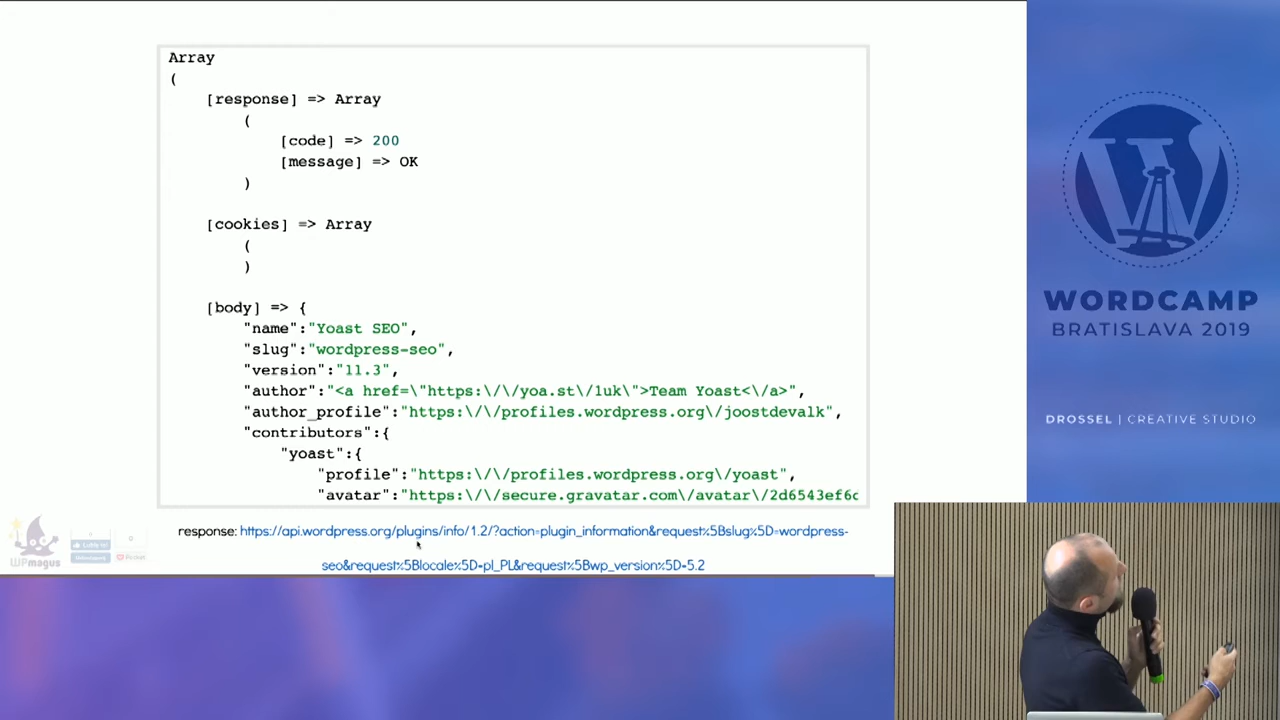 Array
(
[response] => Array
(
[code] => 200
[message] => OK
)
[cookies] => Array
(
)
[body] => {
"name":"Yoast SEO",
"slug":"wordpress-seo",
"version":"11.3",
"author":"<a href=\"https:\/\/yoa.st\/1uk\">Team Yoast<\/a>",
"author_profile":"https:\/\/profiles.wordpress.org\/joostdevalk",
"contributors":{
"yoast":{
"profile":"https:\/\/profiles.wordpress.org\/yoast",
"avatar":"https:\/\/secure.gravatar.com\/avatar\/2d6543ef6c
response: https://api.wordpress.org/plugins/info/1.2/?action=plugin_information&request%5Bslug%5D=wordpress-
seo&request%5Blocale%5D=pl_PL&request%5Bwp_version%5D=5.2
WPmagus
WORDCAMP
BRATISLAVA 2019
DROSSEL | CREATIVE STUDIO